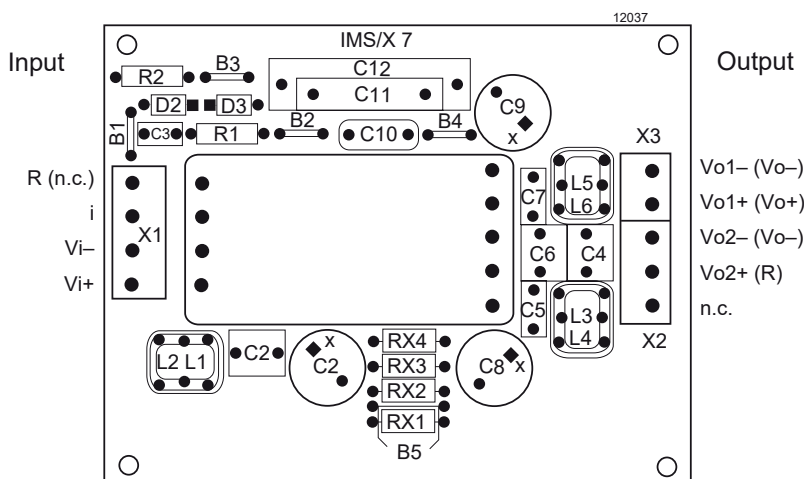 12037
IMS/X 7
Input
Output
R2
B3
C12
C11
C9
x
D2
D3
B1
C3
R1
B2
C10
B4
X3
R (n.c.)
i
Vi–
Vi+
X1
C7
L5
L6
Vo1– (Vo–)
Vo1+ (Vo+)
Vo2– (Vo–)
Vo2+ (R)
n.c.
C6
C4
C5
L3
L4
X2
L2 L1
C2
x
C2
RX4
RX3
RX2
RX1
B5
x
C8